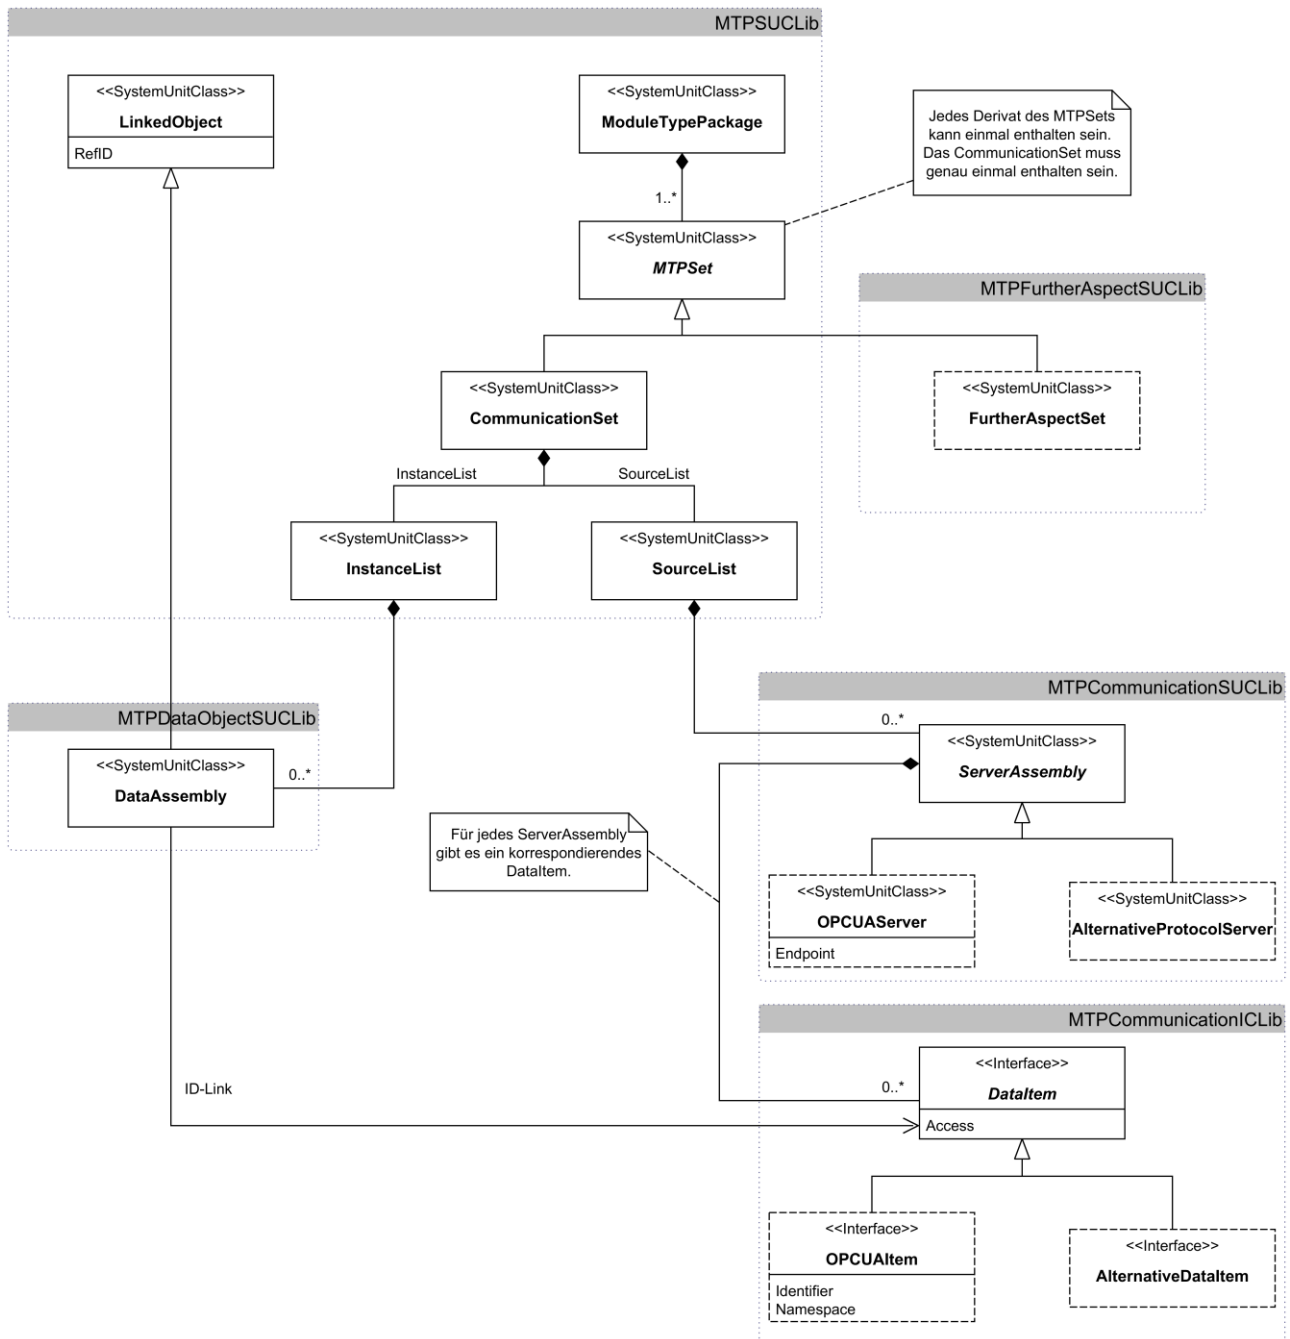 MTPSUCLib
<<SystemUnitClass>>
LinkedObject
RefID
<<SystemUnitClass>>
ModuleTypePackage
Jedes Derivat des MTPSets
kann einmal enthalten sein.
Das CommunicationSet muss
genau einmal enthalten sein.
1..*
<<SystemUnitClass>>
MTPSet
MTPFurtherAspectSUCLib
<<SystemUnitClass>>
CommunicationSet
<<SystemUnitClass>>
FurtherAspectSet
InstanceList
SourceList
<<SystemUnitClass>>
InstanceList
<<SystemUnitClass>>
SourceList
MTPCommunicationSUCLib
MTPDataObjectSUCLib
<<SystemUnitClass>>
DataAssembly
0..*
0..*
<<SystemUnitClass>>
ServerAssembly
Für jedes ServerAssembly
gibt es ein korrespondierendes
DataItem.
<<SystemUnitClass>>
OPCUAServer
Endpoint
<<SystemUnitClass>>
AlternativeProtocolServer
MTPCommunicationICLib
ID-Link
0..*
<<Interface>>
DataItem
Access
<<Interface>>
OPCUAItem
Identifier
Namespace
<<Interface>>
AlternativeDataItem